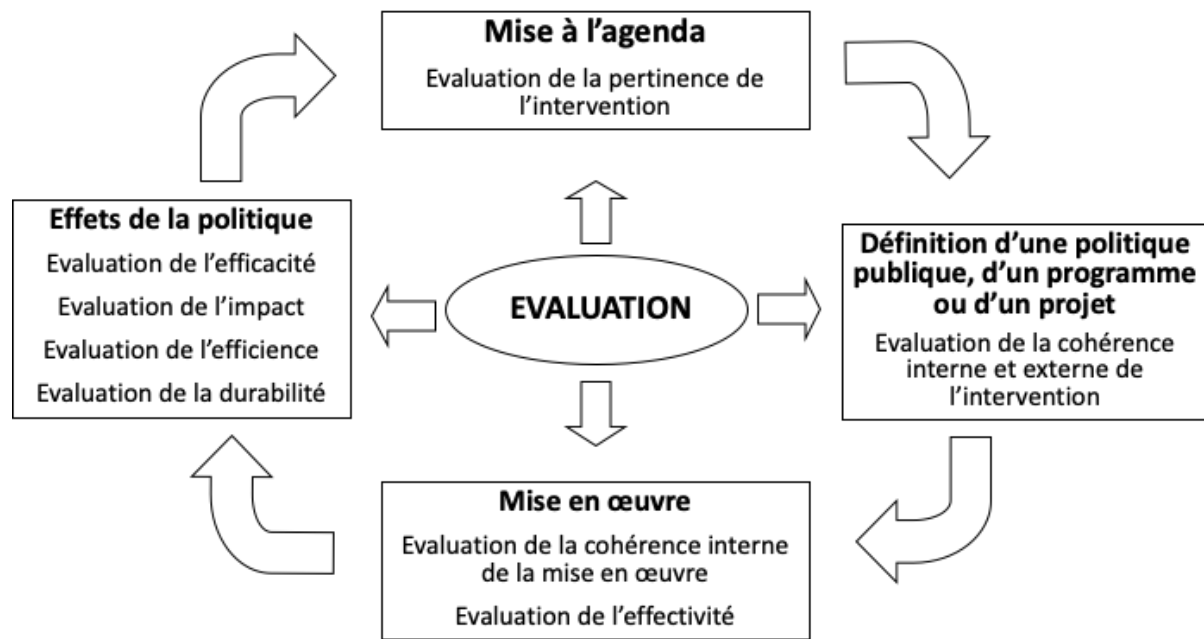 Mise à l'agenda
Evaluation de la pertinence de
l'intervention
Effets de la politique
Evaluation de l'efficacité
Evaluation de l'impact
Evaluation de l'efficience
Evaluation de la durabilité
EVALUATION
Définition d'une politique
publique, d'un programme
ou d'un projet
Evaluation de la cohérence
interne et externe de
l'intervention
Mise en œuvre
Evaluation de la cohérence interne
de la mise en œuvre
Evaluation de l'effectivité